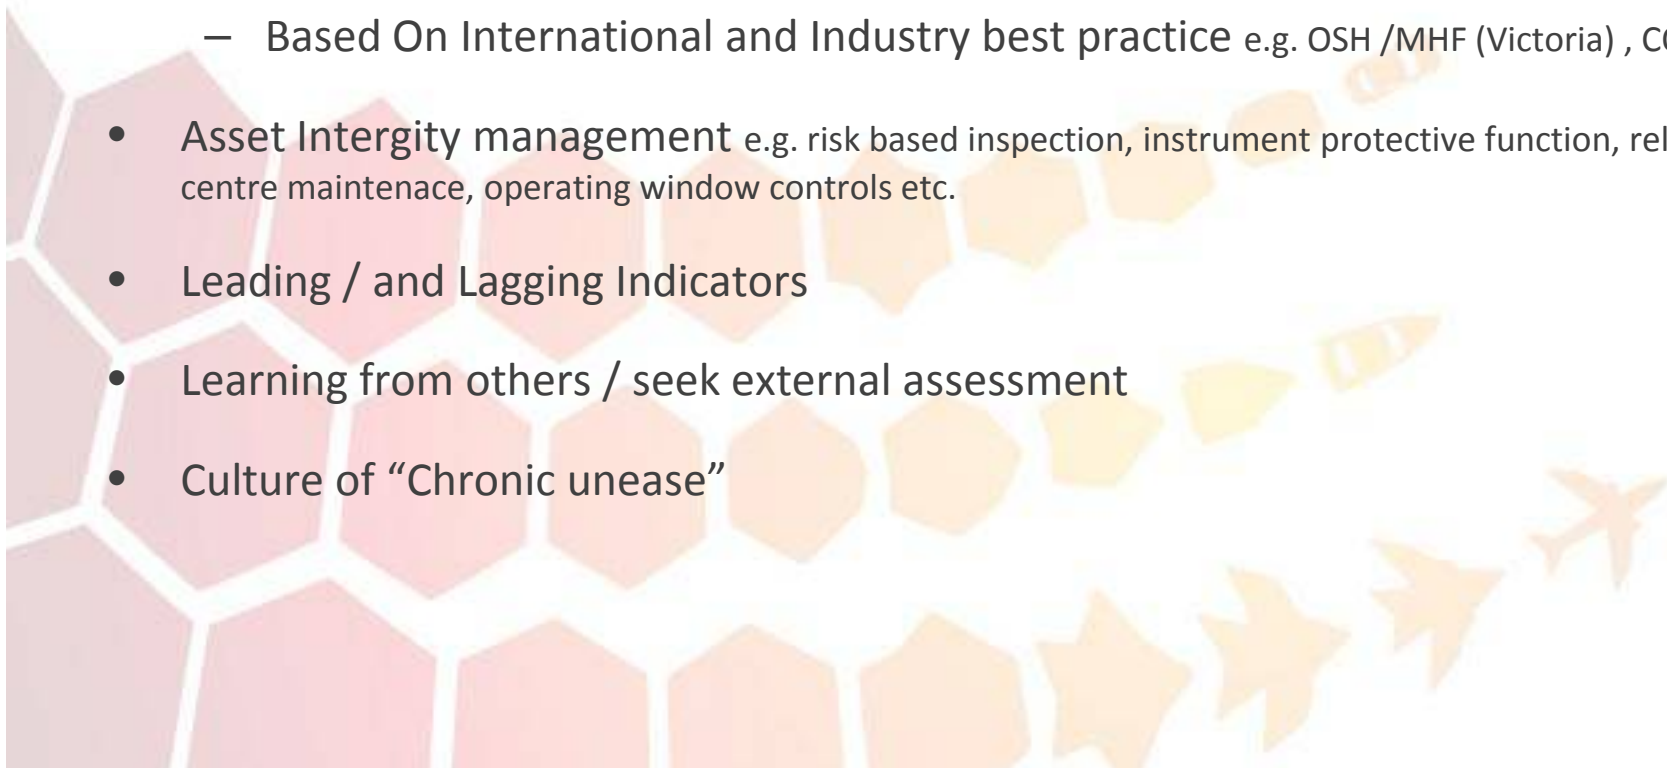 – Based On International and Industry best practice e.g. OSH /MHF (Victoria) , C
• Asset Intergity management e.g. risk based inspection, instrument protective function, rel
centre maintenace, operating window controls etc.
• Leading / and Lagging Indicators
• Learning from others / seek external assessment
• Culture of “Chronic unease”